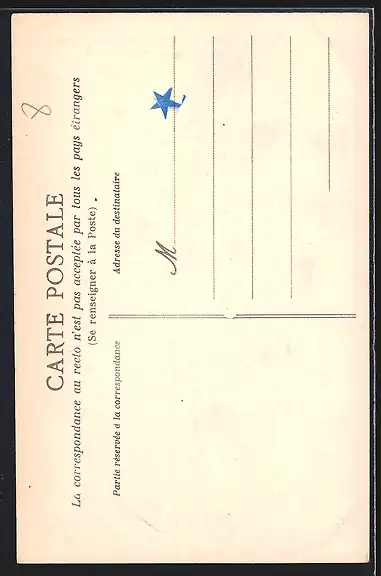 8
CARTE POSTALE
La correspondance au recto n'est pas acceptée par tous les pays étrangers
(Se renseigner à la Poste)
Partie réservée à la correspondance
Adresse du destinataire
M